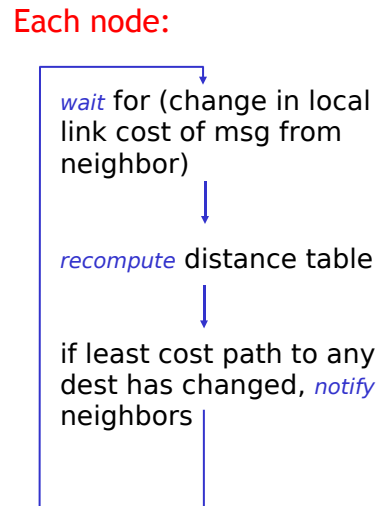 Each node:
wait for (change in local
link cost of msg from
neighbor)
recompute distance table
if least cost path to any
dest has changed, notify
neighbors